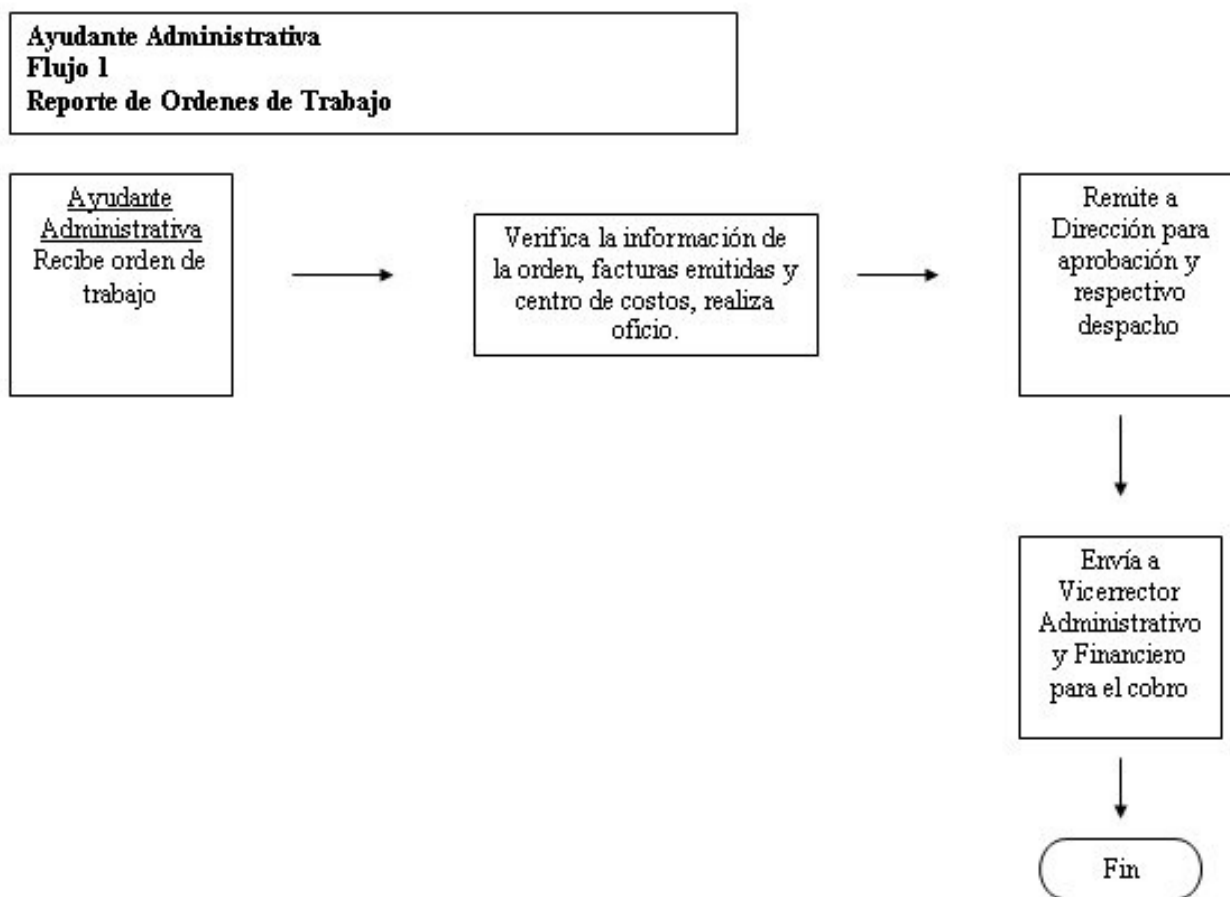 Ayudante Administrativa
Flujo 1
Reporte de Ordenes de Trabajo
Ayudante
Administrativa
Recibe orden de
trabajo
Verifica la información de
la orden, facturas emitidas y
centro de costos, realiza
oficio.
Remite a
Dirección para
aprobación y
respectivo
despacho
Envía a
Vicerrector
Administrativo
y Financiero
para el cobro
Fin